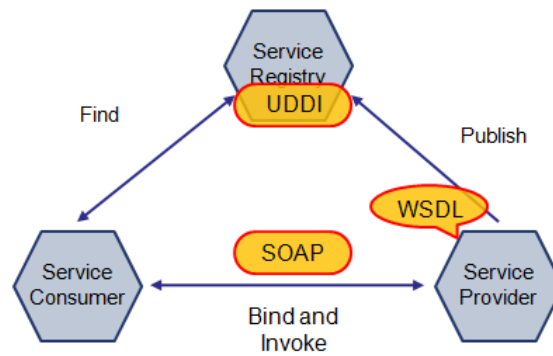 Service
Registry
UDDI
Find
Publish
WSDL
SOAP
Service
Consumer
Service
Provider
Bind and
Invoke